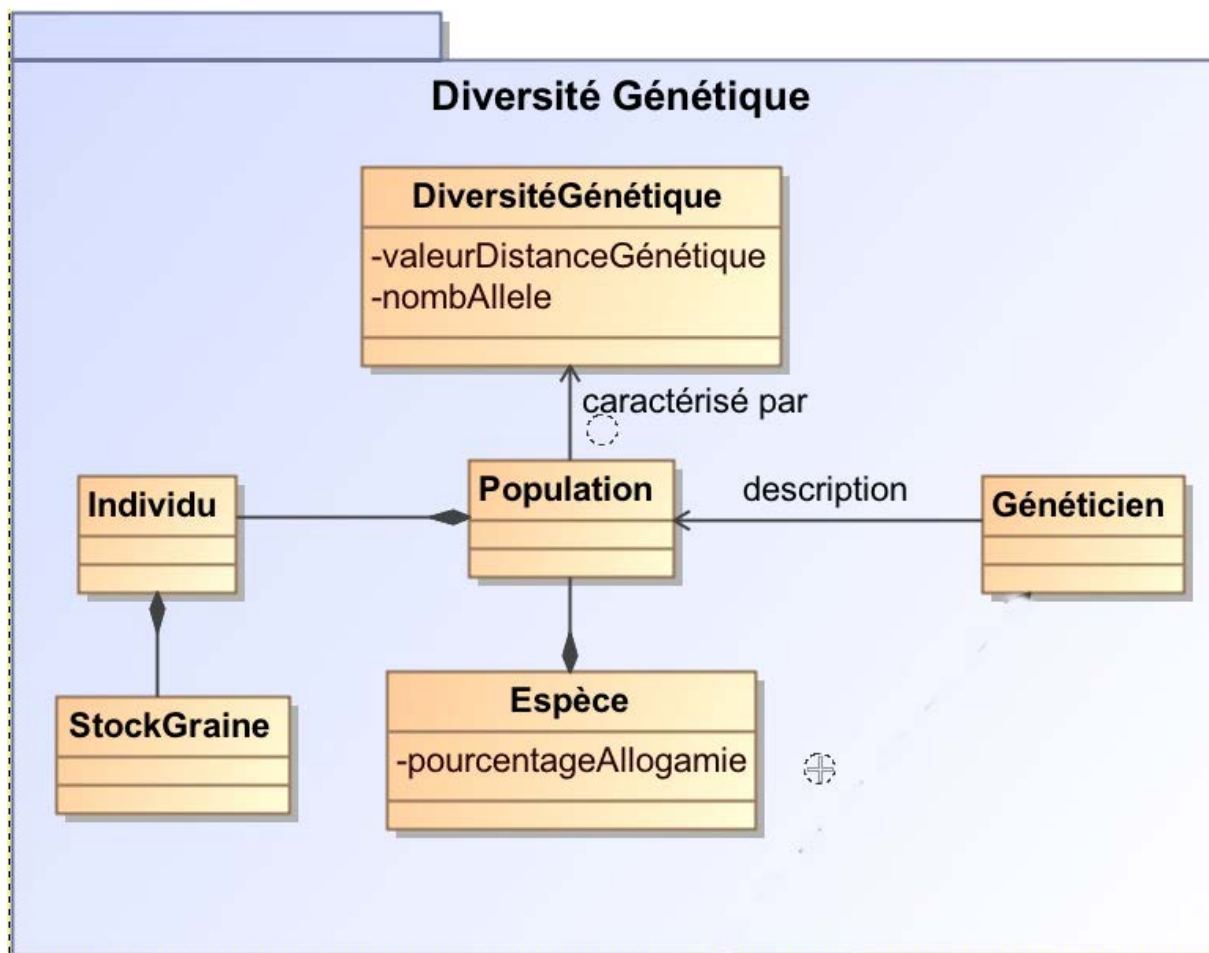 Diversité Génétique
DiversitéGénétique
-valeurDistanceGénétique
-nombAllele
caractérisé par
Individu
Population
description
Généticien
StockGraine
Espèce
-pourcentageAllogamie